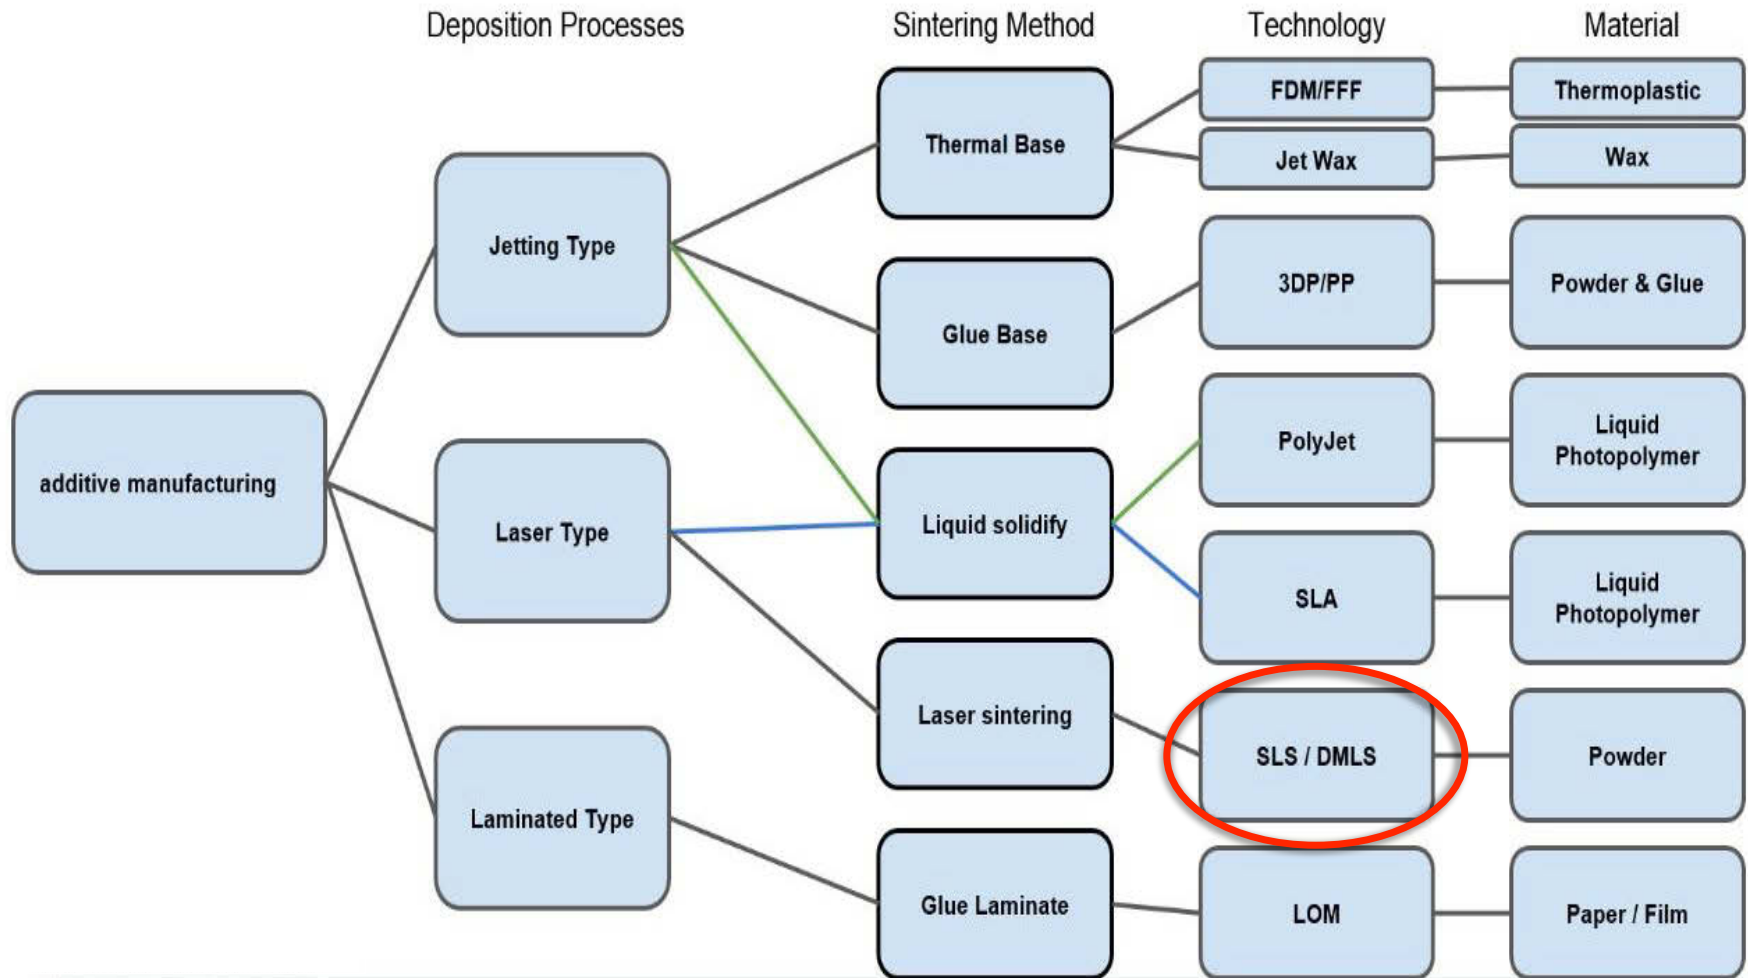 Deposition Processes
Sintering Method
Technology
Material
additive manufacturing
Jetting Type
Laser Type
Laminated Type
Thermal Base
Glue Base
Liquid solidify
Laser sintering
Glue Laminate
FDM/FFF
Jet Wax
3DP/PP
PolyJet
SLA
SLS / DMLS
LOM
Thermoplastic
Wax
Powder & Glue
Liquid
Photopolymer
Liquid
Photopolymer
Powder
Paper / Film